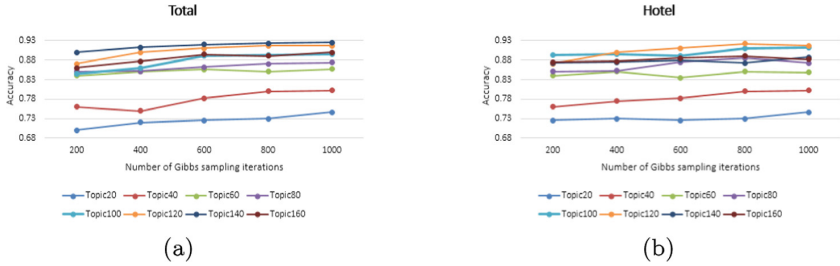 Total
0.93
0.88
0.83
0.78
0.73
0.68
Accuracy
200 400 600 800 1000
Number of Gibbs sampling iterations
Topic20 Topic40 Topic60 Topic80
Topic100 Topic120 Topic140 Topic160
(a)
Hotel
0.93
0.88
0.83
0.78
0.73
0.68
Accuracy
200 400 600 800 1000
Number of Gibbs sampling iterations
Topic20 Topic40 Topic60 Topic80
Topic100 Topic120 Topic140 Topic160
(b)